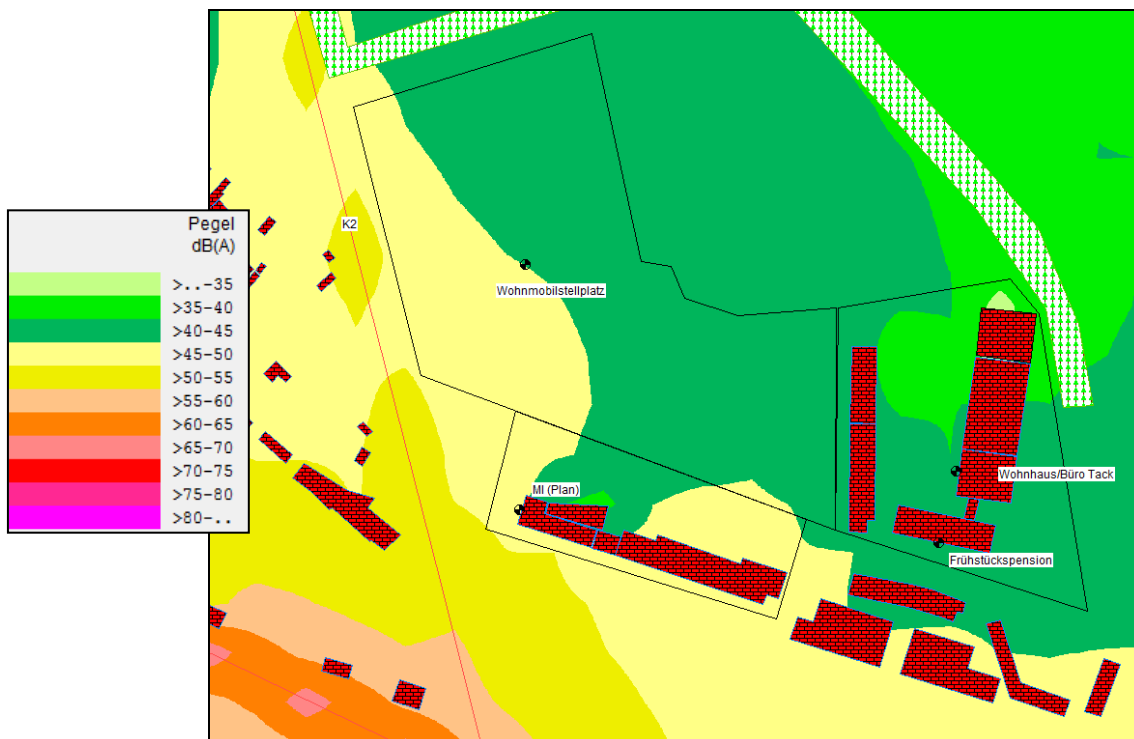 Pegel
dB(A)
>..-35
>35-40
>40-45
>45-50
>50-55
>55-60
>60-65
>65-70
>70-75
>75-80
>80-..
K2
Wohnmobilstellplatz
MI (Plan)
Wohnhaus/Büro Tack
Frühstückspension